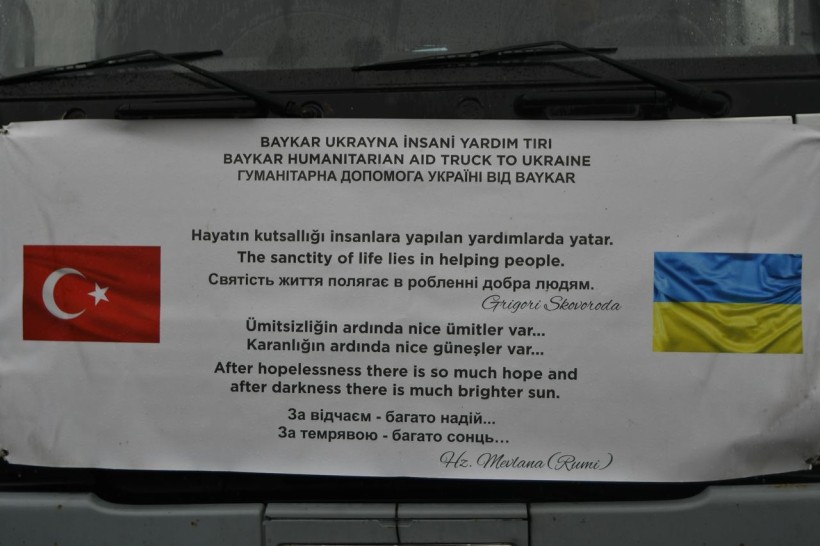 BAYKAR UKRAYNA İNSANİ YARDIM TIRI
BAYKAR HUMANITARIAN AID TRUCK TO UKRAINE
ГУМАНІТАРНА ДОПОМОГА УКРАЇНІ ВІД BAYKAR
Hayatın kutsallığı insanlara yapılan yardımlarda yatar.
The sanctity of life lies in helping people.
Святість життя полягає в робленні добра людям.
Grigori Skovoroda
Ümitsizliğin ardında nice ümitler var...
Karanlığın ardında nice güneşler var...
After hopelessness there is so much hope and
after darkness there is much brighter sun.
За відчаєм - багато надій...
За темрявою - багато сонць...
Hz. Mevlana (Rumi)